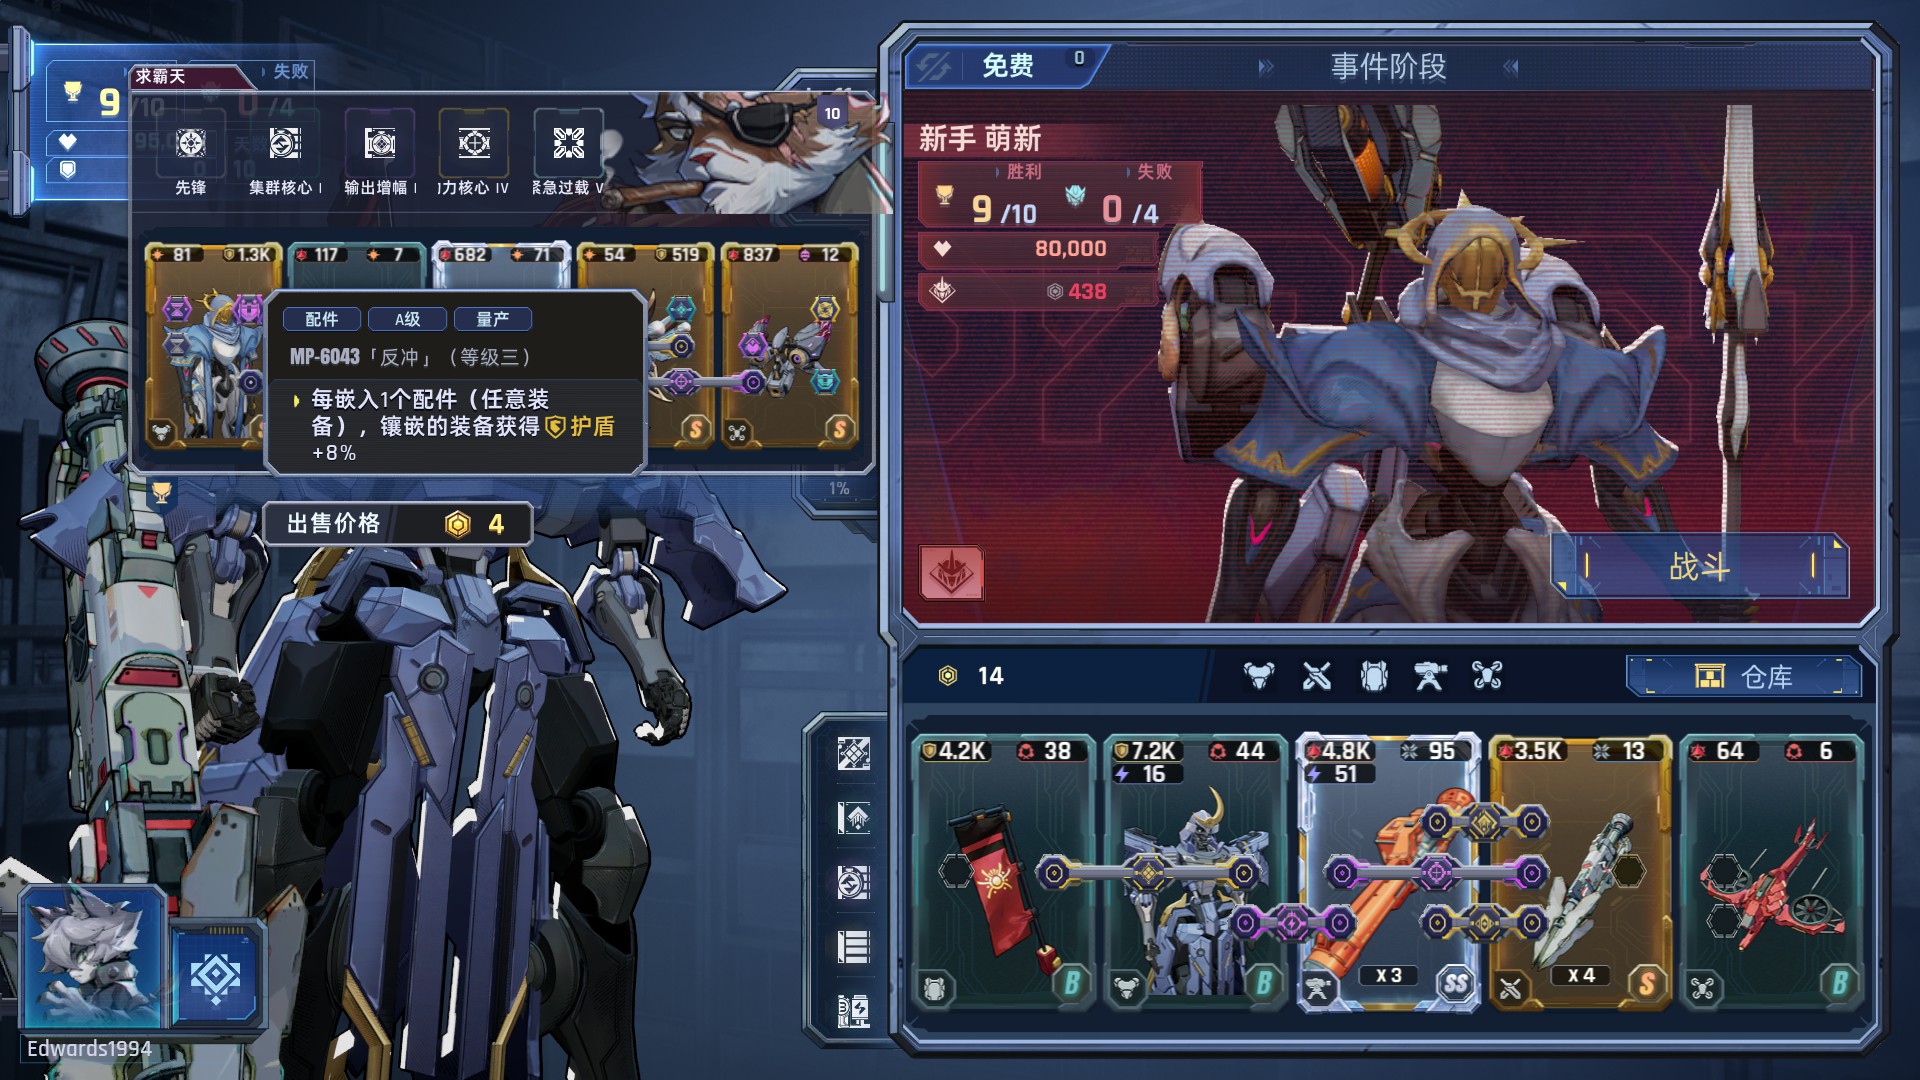 求霸天
失败
9/10
0/4
10
先锋
集群核心 I
输出增幅 I
力核心 IV
紧急过载 V
81
1.3K
117
7
682
71
54
519
837
12
配件
A级
量产
MP-6043「反冲」（等级三）
每嵌入1个配件（任意装
备），镶嵌的装备获得护盾
+8%
S
S
1%
出售价格
4
Edwards1994
免费
0
事件阶段
新手 萌新
胜利
失败
9/10
0/4
80,000
438
战斗
14
仓库
4.2K
38
7.2K
44
16
4.8K
95
51
3.5K
13
64
6
B
B
x3
SS
x4
S
B